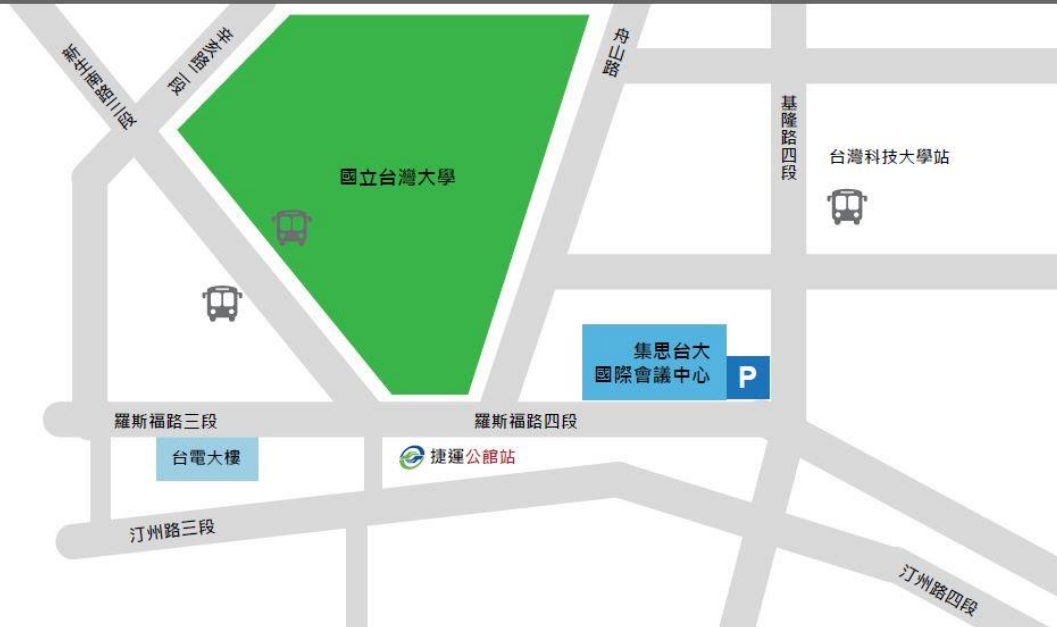 新生南路三段
辛亥路一段
舟山路
基隆路四段
台灣科技大學站
國立台灣大學
集思台大
國際會議中心
P
羅斯福路三段
羅斯福路四段
台電大樓
捷運公館站
汀州路三段
汀州路四段